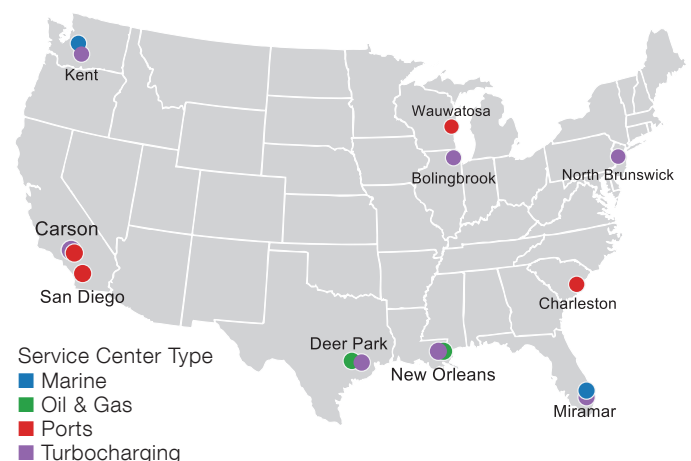 Kent
Wauwatosa
Bolingbrook
North Brunswick
Carson
San Diego
Charleston
Deer Park
New Orleans
Miramar
Service Center Type
Marine
Oil & Gas
Ports
Turbocharging